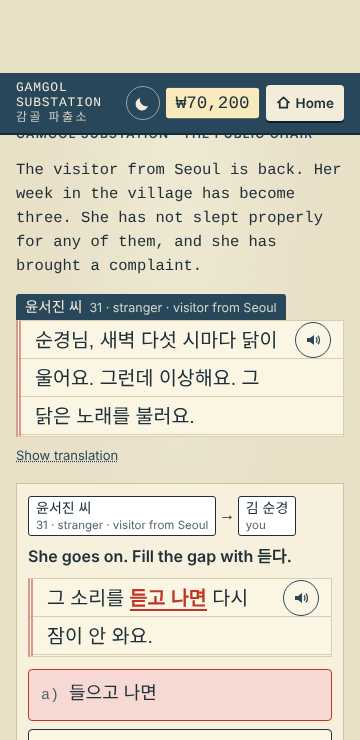 GAMGOL
SUBSTATION
감골 파출소
₩70,200
Home
GAMGOL SUBSTATION · THE PUBLIC CHAIR
The visitor from Seoul is back. Her
week in the village has become
three. She has not slept properly
for any of them, and she has
brought a complaint.
윤서진 씨 31 · stranger · visitor from Seoul
순경님, 새벽 다섯 시마다 닭이
울어요. 그런데 이상해요. 그
닭은 노래를 불러요.
Show translation
윤서진 씨
31 · stranger · visitor from Seoul
→
김 순경
you
She goes on. Fill the gap with 듣다.
그 소리를 듣고 나면 다시
잠이 안 와요.
a) 들으고 나면